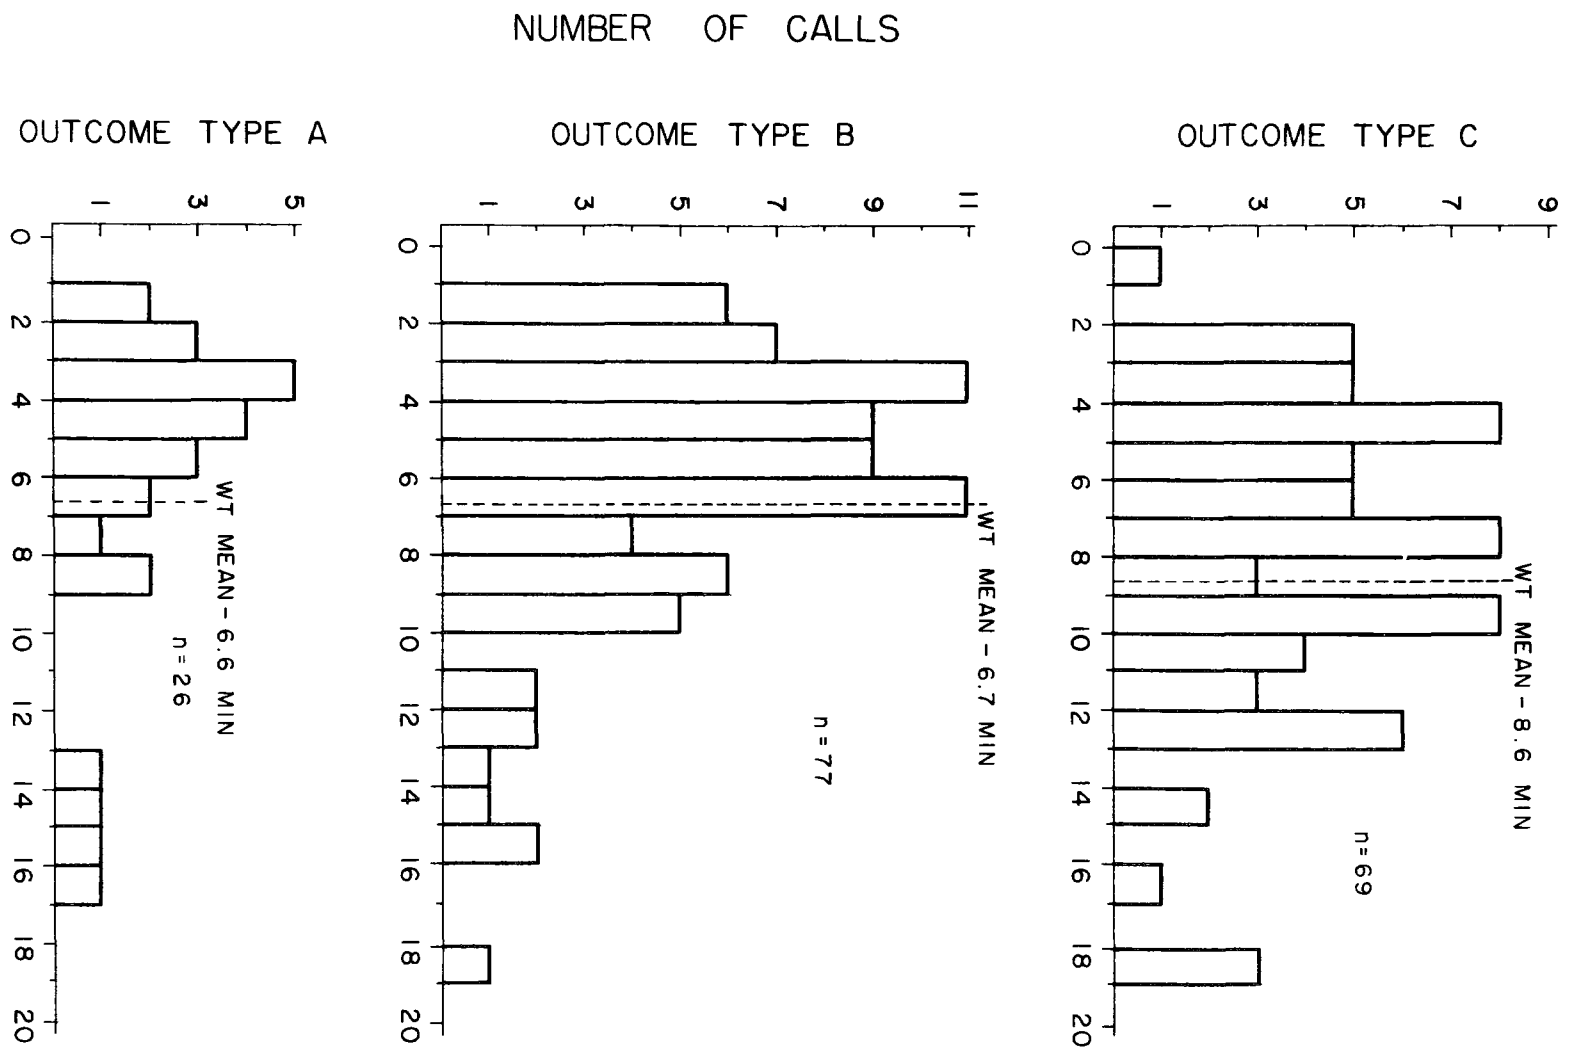 NUMBER OF CALLS
OUTCOME TYPE A
1 3 5
0 2 4 6 8 10 12 14 16 18 20
WT MEAN-6.6 MIN
n=26
OUTCOME TYPE B
1 3 5 7 9 11
0 2 4 6 8 10 12 14 16 18 20
WT MEAN-6.7 MIN
n=77
OUTCOME TYPE C
1 3 5 7 9
0 2 4 6 8 10 12 14 16 18 20
WT MEAN-8.6 MIN
n=69